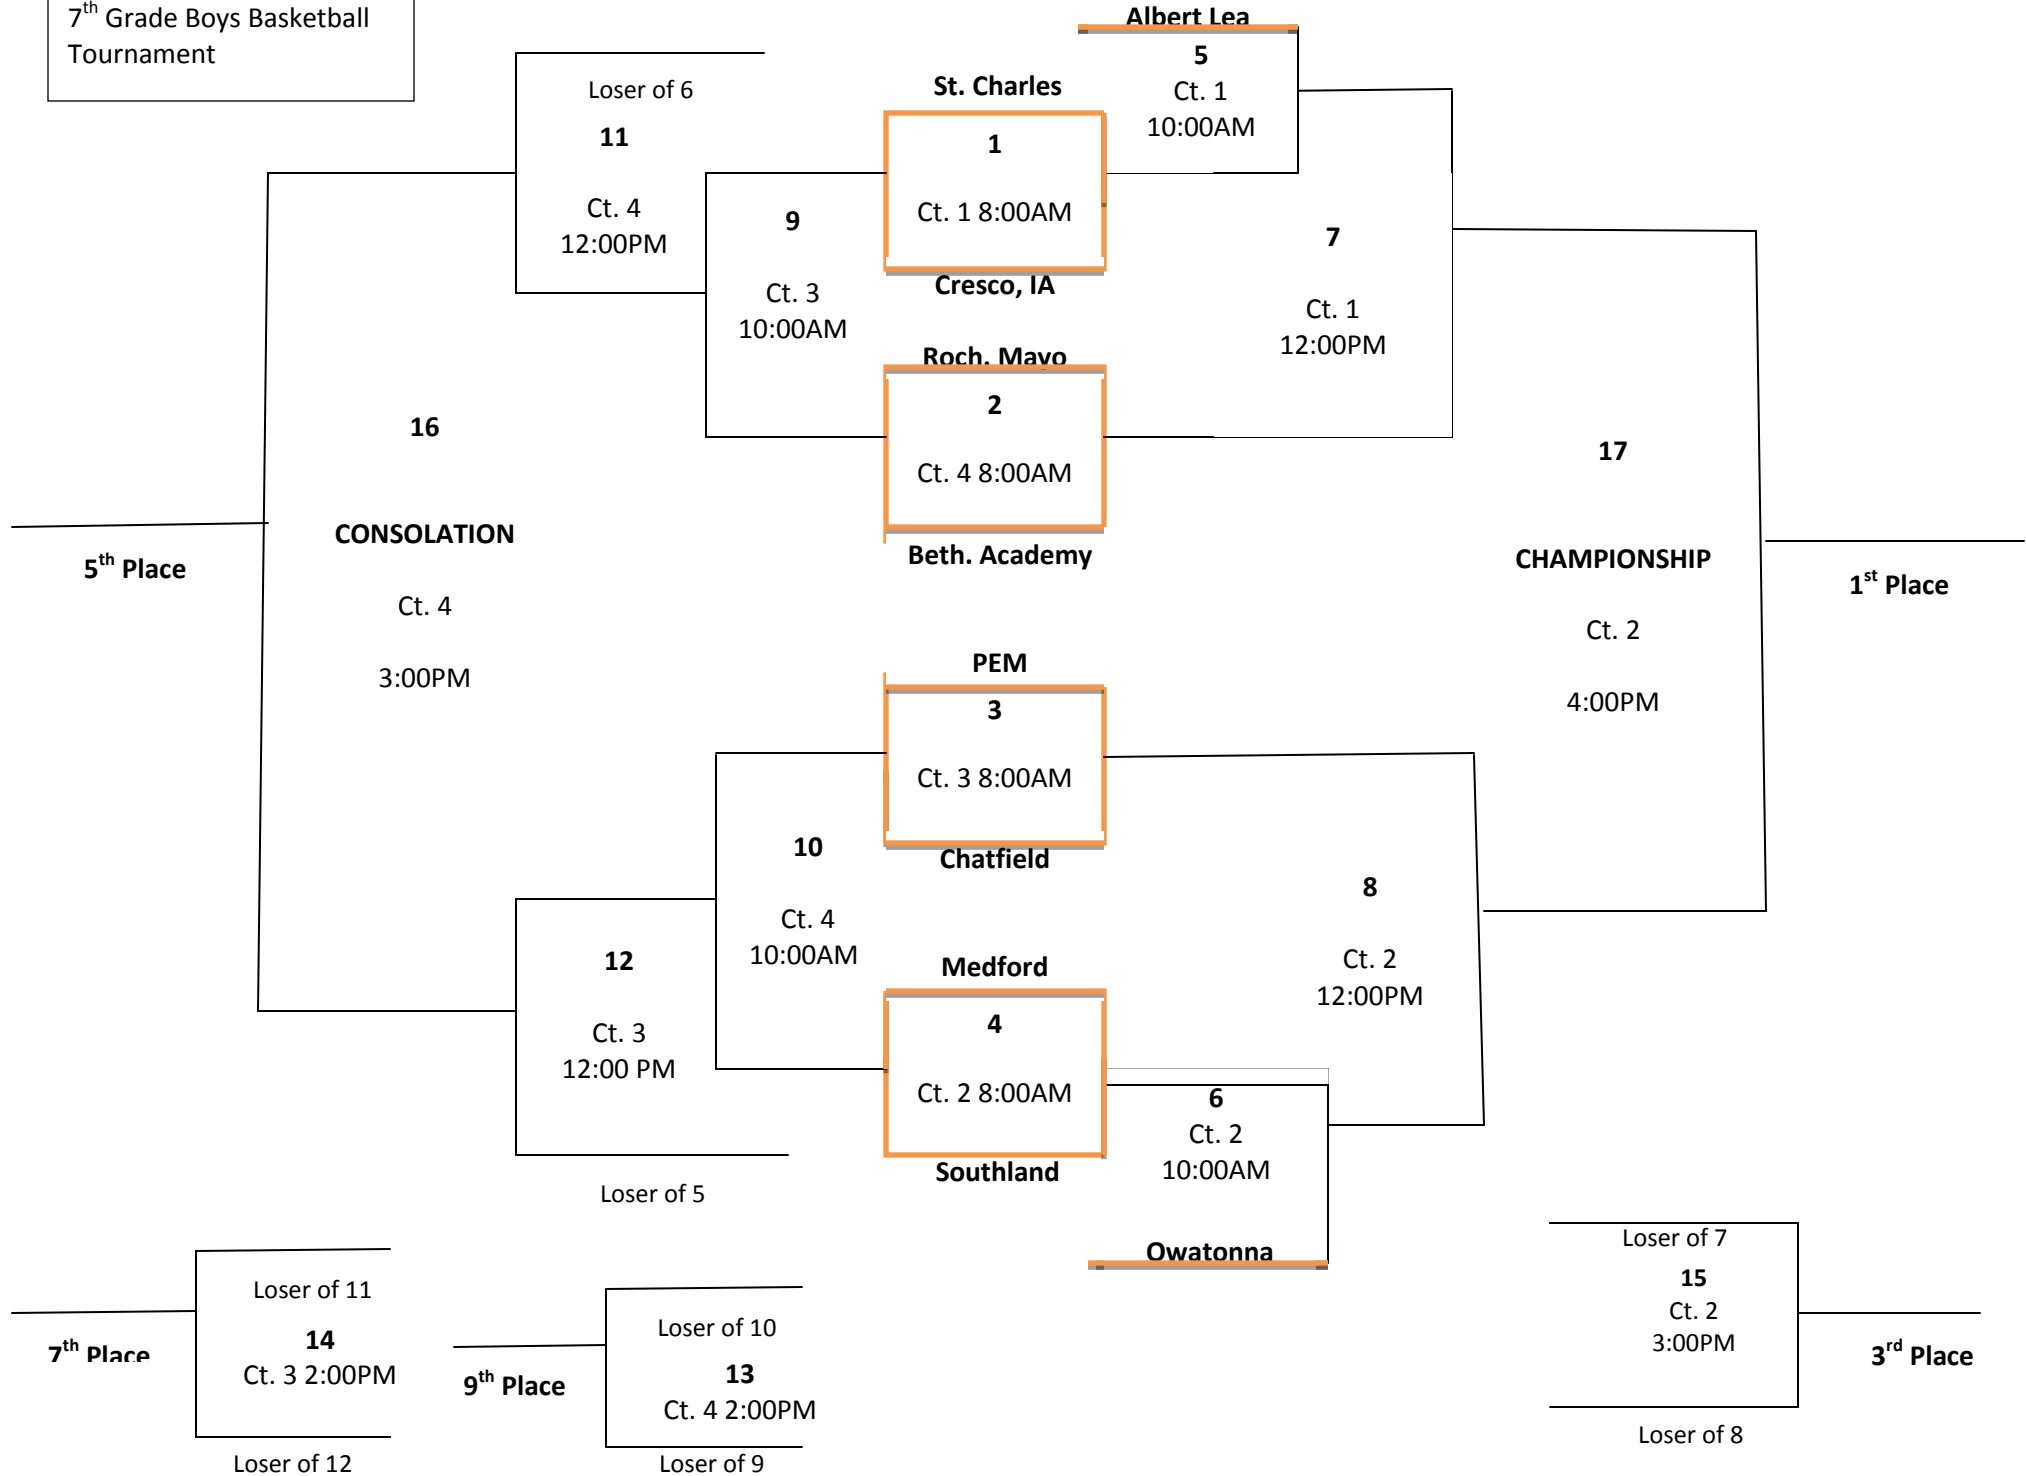 7th Grade Boys Basketball
Tournament
Albert Lea
5
Ct. 1
10:00AM
Loser of 6
11
Ct. 4
12:00PM
St. Charles
1
Ct. 1 8:00AM
Cresco, IA
9
Ct. 3
10:00AM
7
Ct. 1
12:00PM
Roch. Mayo
2
Ct. 4 8:00AM
Beth. Academy
16
CONSOLATION
Ct. 4
3:00PM
5th Place
17
CHAMPIONSHIP
Ct. 2
4:00PM
1st Place
PEM
3
Ct. 3 8:00AM
Chatfield
10
Ct. 4
10:00AM
8
Ct. 2
12:00PM
12
Ct. 3
12:00 PM
Loser of 5
Medford
4
Ct. 2 8:00AM
Southland
6
Ct. 2
10:00AM
Owatonna
Loser of 11
14
Ct. 3 2:00PM
Loser of 12
7th Place
Loser of 10
13
Ct. 4 2:00PM
Loser of 9
9th Place
Loser of 7
15
Ct. 2
3:00PM
Loser of 8
3rd Place